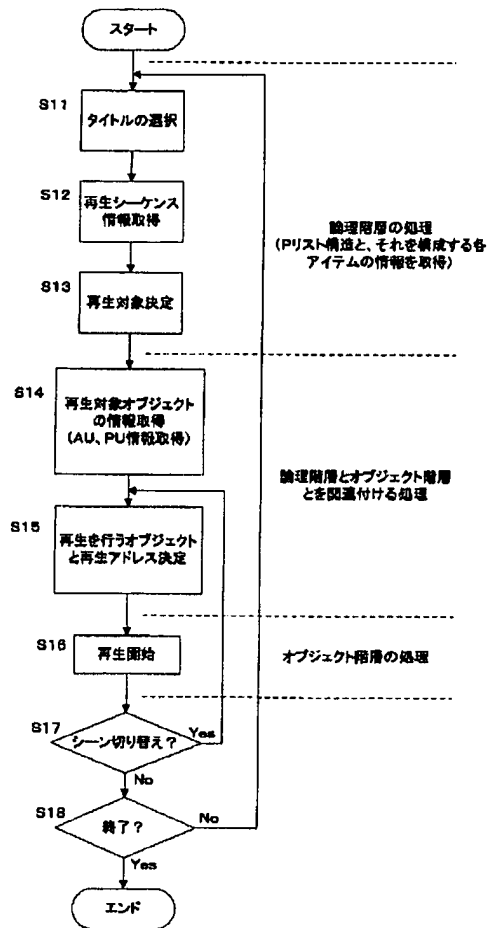 スタート
S11
タイトルの選択
S12
再生シーケンス
情報取得
論理階層の処理
(Pリスト構造と、それを構成する各
アイテムの情報を取得)
S13
再生対象決定
S14
再生対象オブジェクト
の情報取得
(AU、PU情報取得)
論理階層とオブジェクト階層
とを関連付ける処理
S15
再生を行うオブジェクト
と再生アドレス決定
S16
再生開始
オブジェクト階層の処理
S17
シーン切り替え?
Yes
No
S18
終了?
No
Yes
エンド